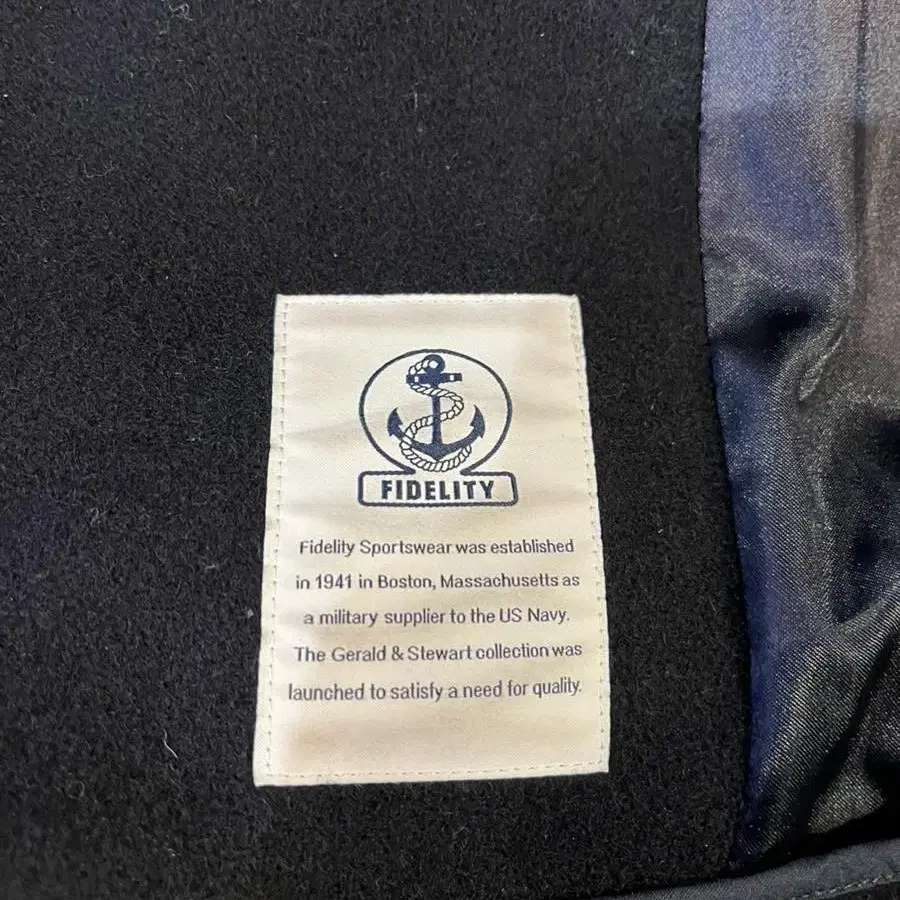 FIDELITY
Fidelity Sportswear was established
in 1941 in Boston, Massachusetts as
a military supplier to the US Navy.
The Gerald & Stewart collection was
launched to satisfy a need for quality.